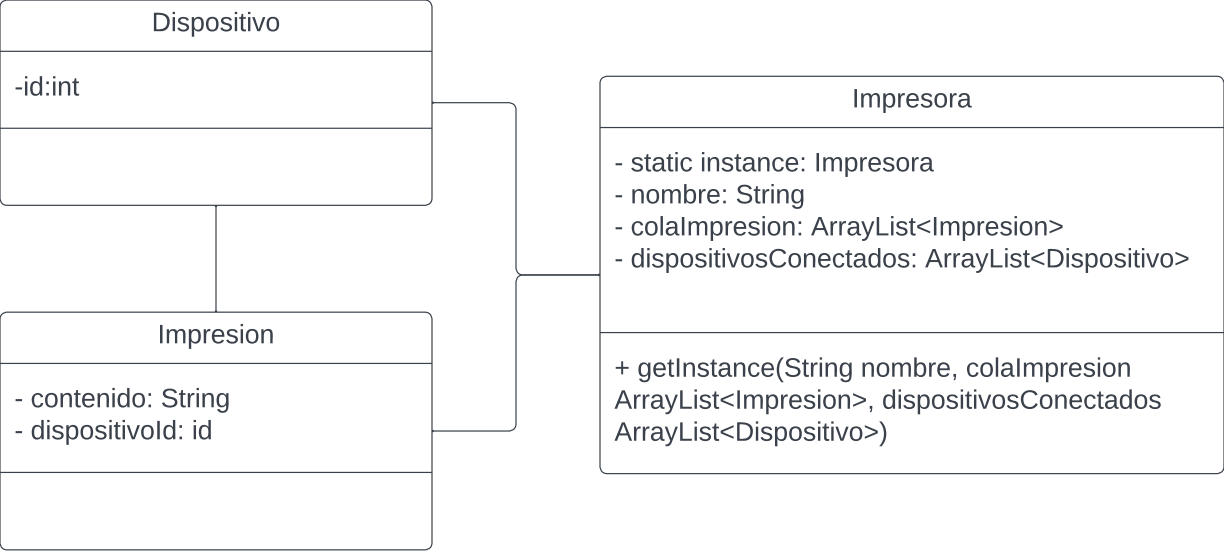 Dispositivo
-id:int
Impresion
- contenido: String
- dispositivoId: id
Impresora
- static instance: Impresora
- nombre: String
- colaImpresion: ArrayList<Impresion>
- dispositivosConectados: ArrayList<Dispositivo>
+ getInstance(String nombre, colaImpresion
ArrayList<Impresion>, dispositivosConectados
ArrayList<Dispositivo>)